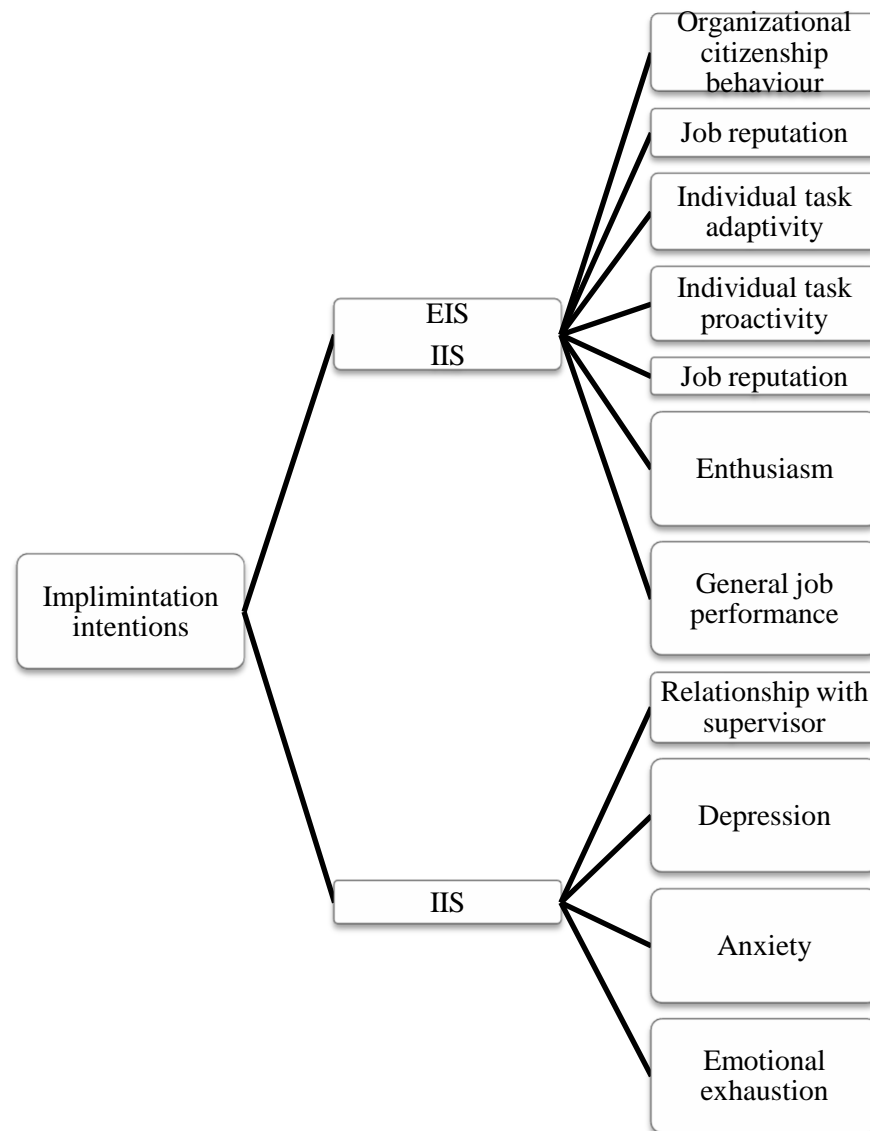 Organizational
citizenship
behaviour
Job reputation
Individual task
adaptivity
Individual task
proactivity
Job reputation
Enthusiasm
General job
performance
EIS
IIS
Implimintation
intentions
Relationship with
supervisor
Depression
Anxiety
Emotional
exhaustion
IIS